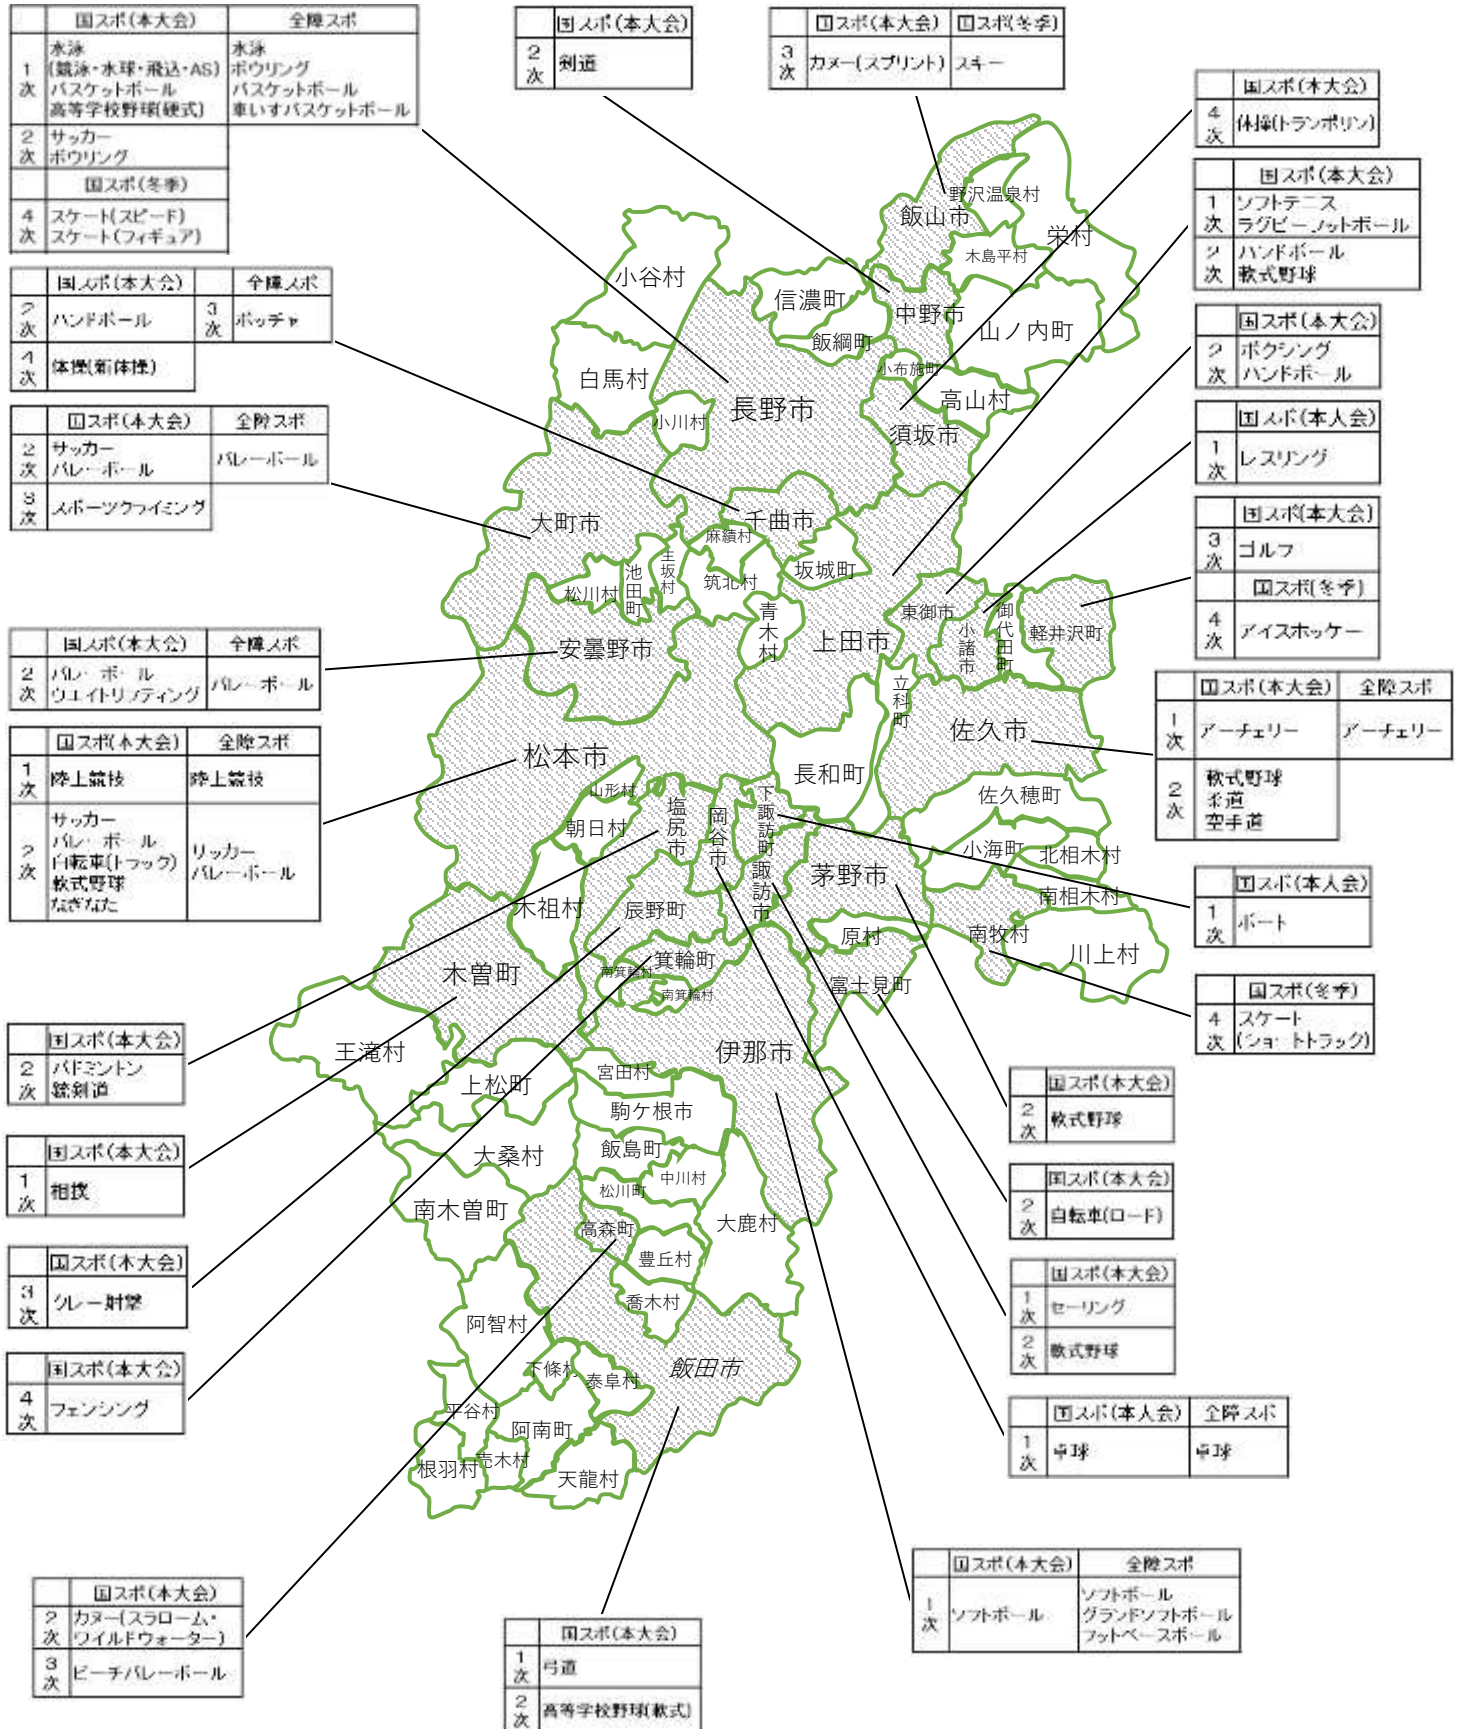 国スポ(本大会) 全障スポ
1次
水泳
(競泳・水球・飛込・AS)
バスケットボール
高等学校野球(硬式)
水泳
ボウリング
バスケットボール
車いすバスケットボール
2次
サッカー
ボウリング
国スポ(冬季)
4次
スケート(スピード)
スケート(フィギュア)
国スポ(本大会) 全障スポ
2次 ハンドボール 3次 ボッチャ
4次 体操(新体操)
国スポ(本大会) 全障スポ
2次
サッカー
バレーボール
バレーボール
3次 スポーツクライミング
国スポ(本大会) 全障スポ
2次
バレーボール
ウエイトリフティング
バレーボール
国スポ(本大会) 全障スポ
1次 陸上競技 陸上競技
2次
サッカー
バレーボール
自転車(トラック)
軟式野球
なぎなた
サッカー
バレーボール
国スポ(本大会)
2次
バドミントン
銃剣道
国スポ(本大会)
1次 相撲
国スポ(本大会)
3次 クレー射撃
国スポ(本大会)
4次 フェンシング
国スポ(本大会)
2次
カヌー(スラローム・
ワイルドウォーター)
3次 ビーチバレーボール
国スポ(本大会)
2次 剣道
国スポ(本大会) 国スポ(冬季)
3次 カヌー(スプリント) スキー
国スポ(本大会)
4次 体操(トランポリン)
国スポ(本大会)
1次
ソフトテニス
ラグビーフットボール
2次
ハンドボール
軟式野球
国スポ(本大会)
2次
ボクシング
ハンドボール
国スポ(本大会)
1次 レスリング
国スポ(本大会)
3次 ゴルフ
国スポ(冬季)
4次 アイスホッケー
国スポ(本大会) 全障スポ
1次 アーチェリー アーチェリー
2次
軟式野球
柔道
空手道
国スポ(本大会)
1次 ボート
国スポ(冬季)
4次
スケート
(ショートトラック)
国スポ(本大会)
2次 軟式野球
国スポ(本大会)
2次 自転車(ロード)
国スポ(本大会)
1次 セーリング
2次 軟式野球
国スポ(本大会) 全障スポ
1次 卓球 卓球
国スポ(本大会) 全障スポ
1次 ソフトボール
ソフトボール
グランドソフトボール
フットベースボール
国スポ(本大会)
1次 弓道
2次 高等学校野球(軟式)
野沢温泉村
飯山市
栄村
木島平村
小谷村
信濃町
中野市
山ノ内町
飯綱町
小布施町
白馬村
高山村
長野市
小川村
須坂市
大町市
千曲市
麻績村
生坂村
坂城町
池田町
筑北村
松川村
青木村
東御市
御代田町
軽井沢町
安曇野市
上田市
小諸市
立科町
佐久市
松本市
長和町
山形村
塩尻市
岡谷市
下諏訪町
佐久穂町
朝日村
小海町
北相木村
諏訪市
茅野市
南相木村
木祖村
辰野町
原村
南牧村
川上村
箕輪町
木曽町
南箕輪村
南箕輪村
富士見町
王滝村
伊那市
上松町
宮田村
駒ケ根市
大桑村
飯島町
中川村
松川町
南木曽町
高森町
大鹿村
豊丘村
喬木村
阿智村
飯田市
下條村
泰阜村
平谷村
阿南町
売木村
根羽村
天龍村